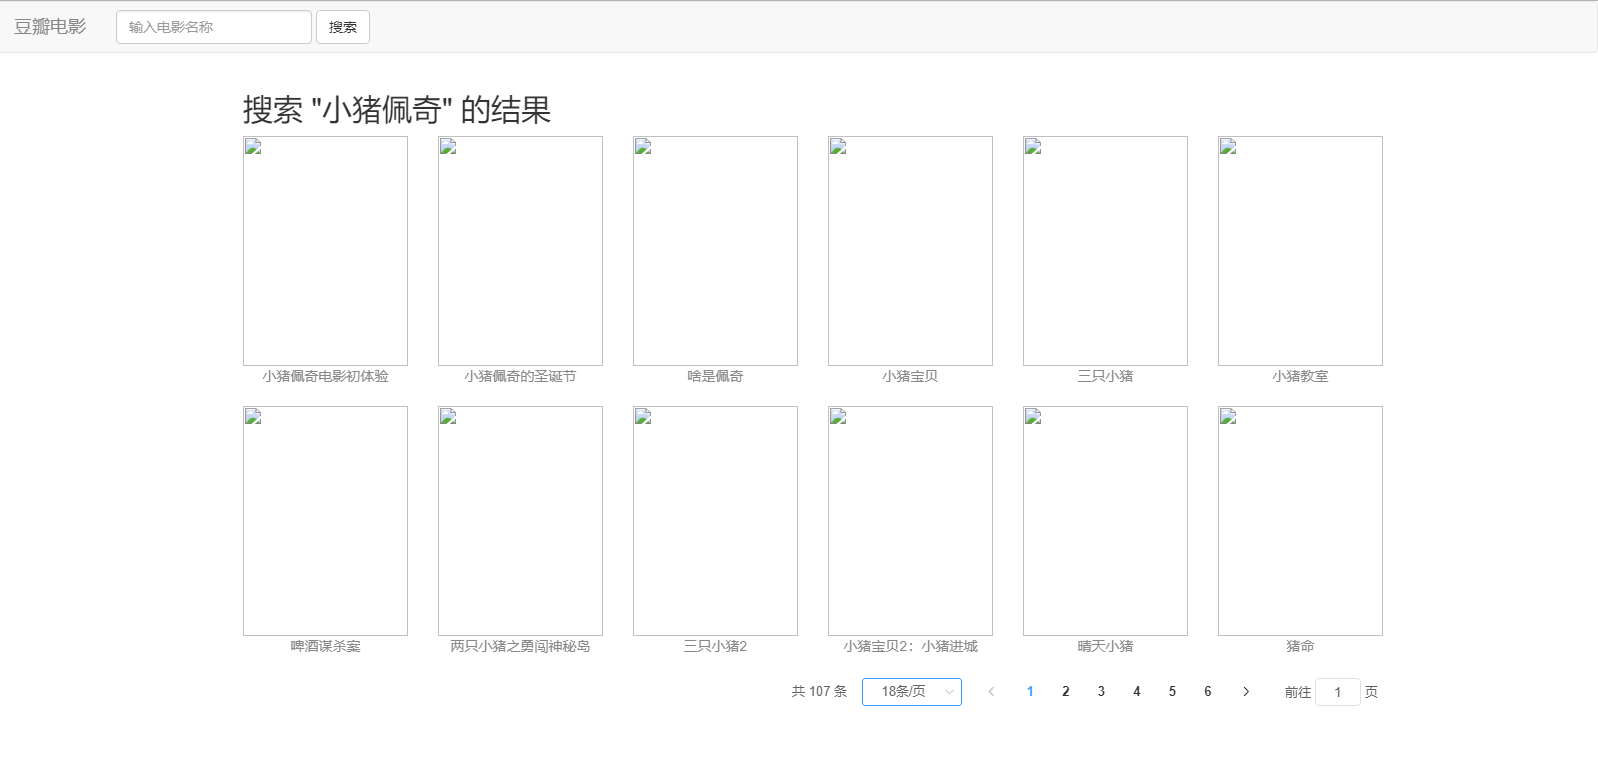 豆瓣电影 输入电影名称 搜索
搜索 "小猪佩奇" 的结果
小猪佩奇电影初体验 小猪佩奇的圣诞节 啥是佩奇 小猪宝贝 三只小猪 小猪教室
啤酒谋杀案 两只小猪之勇闯神秘岛 三只小猪2 小猪宝贝2：小猪进城 晴天小猪 猪命
共 107 条 18条/页 1 2 3 4 5 6 前往 1 页